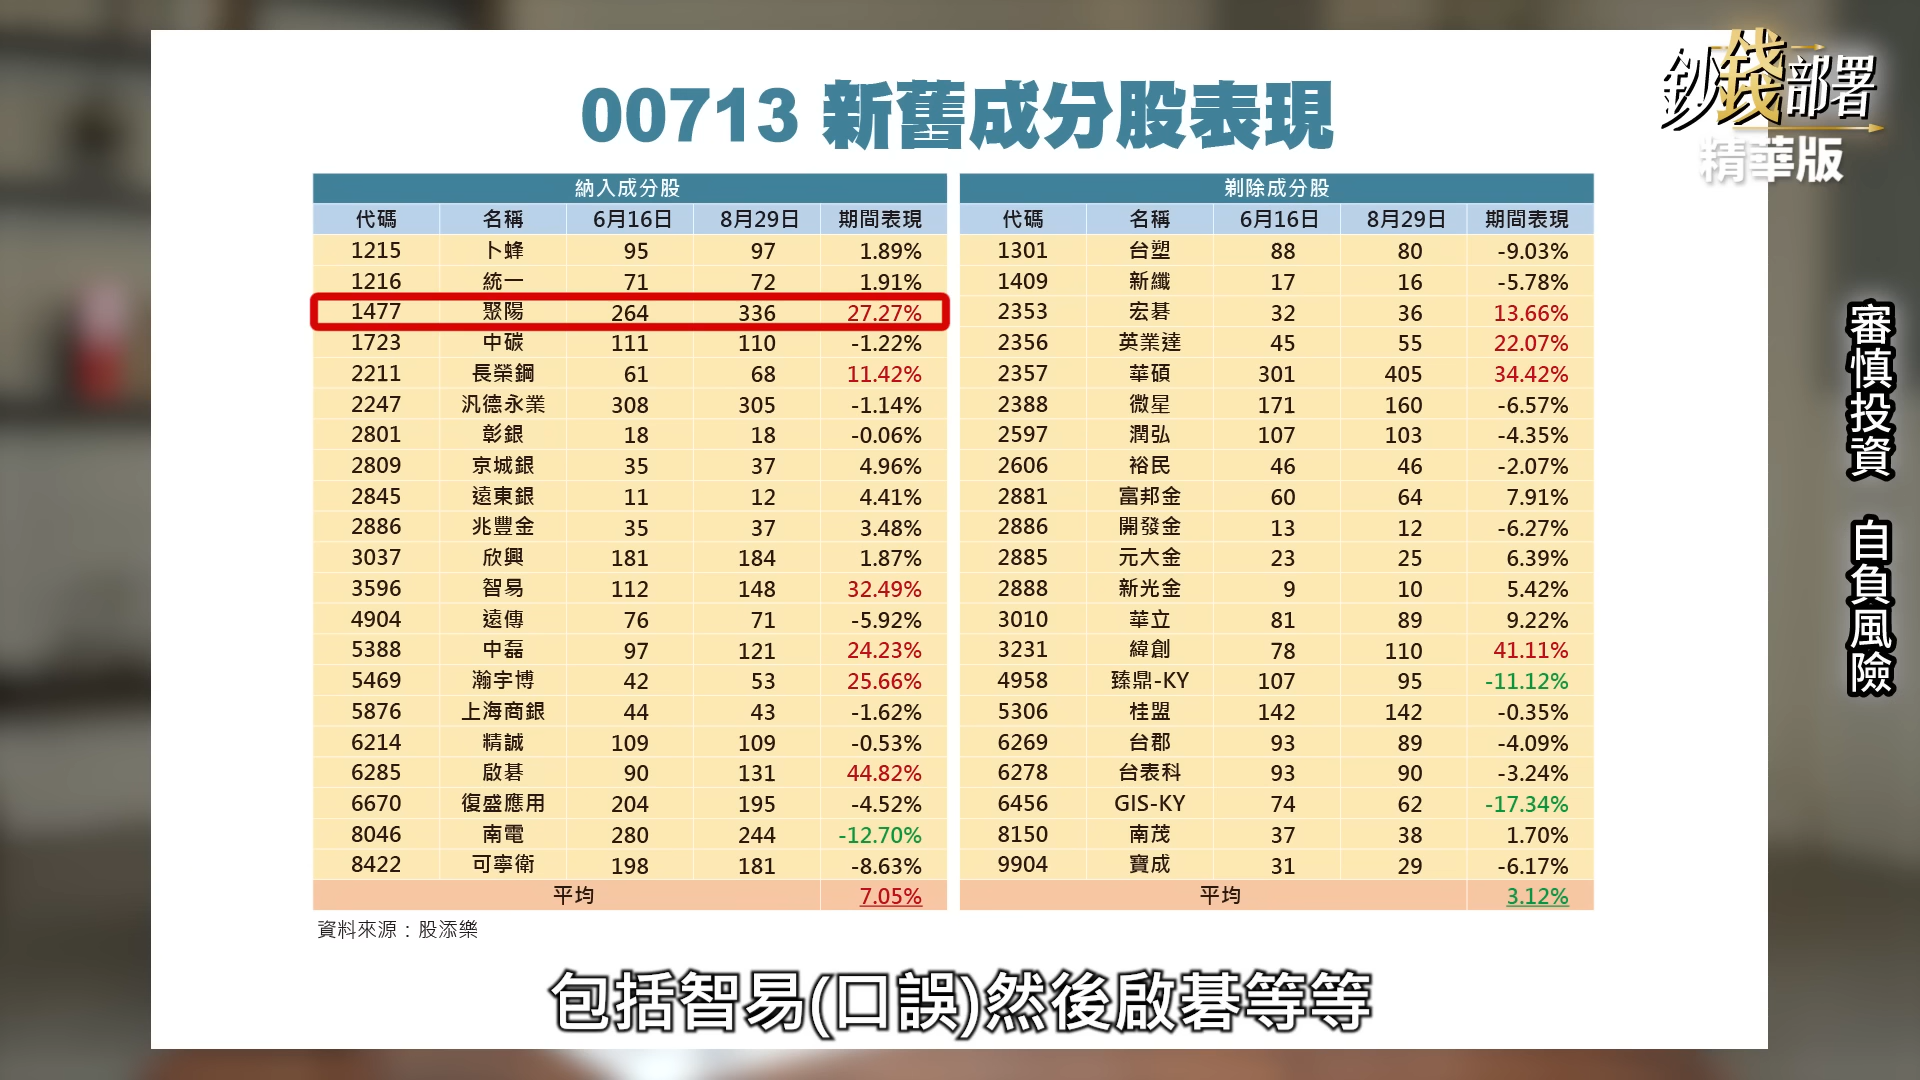 00713 新舊成分股表現
鈔錢部署
精華版
納入成分股
代碼 名稱 6月16日 8月29日 期間表現
1215 卜蜂 95 97 1.89%
1216 統一 71 72 1.91%
1477 聚陽 264 336 27.27%
1723 中碳 111 110 -1.22%
2211 長榮鋼 61 68 11.42%
2247 汎德永業 308 305 -1.14%
2801 彰銀 18 18 -0.06%
2809 京城銀 35 37 4.96%
2845 遠東銀 11 12 4.41%
2886 兆豐金 35 37 3.48%
3037 欣興 181 184 1.87%
3596 智易 112 148 32.49%
4904 遠傳 76 71 -5.92%
5388 中磊 97 121 24.23%
5469 瀚宇博 42 53 25.66%
5876 上海商銀 44 43 -1.62%
6214 精誠 109 109 -0.53%
6285 啟碁 90 131 44.82%
6670 復盛應用 204 195 -4.52%
8046 南電 280 244 -12.70%
8422 可寧衛 198 181 -8.63%
平均 7.05%
剃除成分股
代碼 名稱 6月16日 8月29日 期間表現
1301 台塑 88 80 -9.03%
1409 新纖 17 16 -5.78%
2353 宏碁 32 36 13.66%
2356 英業達 45 55 22.07%
2357 華碩 301 405 34.42%
2388 微星 171 160 -6.57%
2597 潤弘 107 103 -4.35%
2606 裕民 46 46 -2.07%
2881 富邦金 60 64 7.91%
2886 開發金 13 12 -6.27%
2885 元大金 23 25 6.39%
2888 新光金 9 10 5.42%
3010 華立 81 89 9.22%
3231 緯創 78 110 41.11%
4958 臻鼎-KY 107 95 -11.12%
5306 桂盟 142 142 -0.35%
6269 台郡 93 89 -4.09%
6278 台表科 93 90 -3.24%
6456 GIS-KY 74 62 -17.34%
8150 南茂 37 38 1.70%
9904 寶成 31 29 -6.17%
平均 3.12%
資料來源：股添樂
審慎投資 自負風險
包括智易(口誤)然後啟碁等等